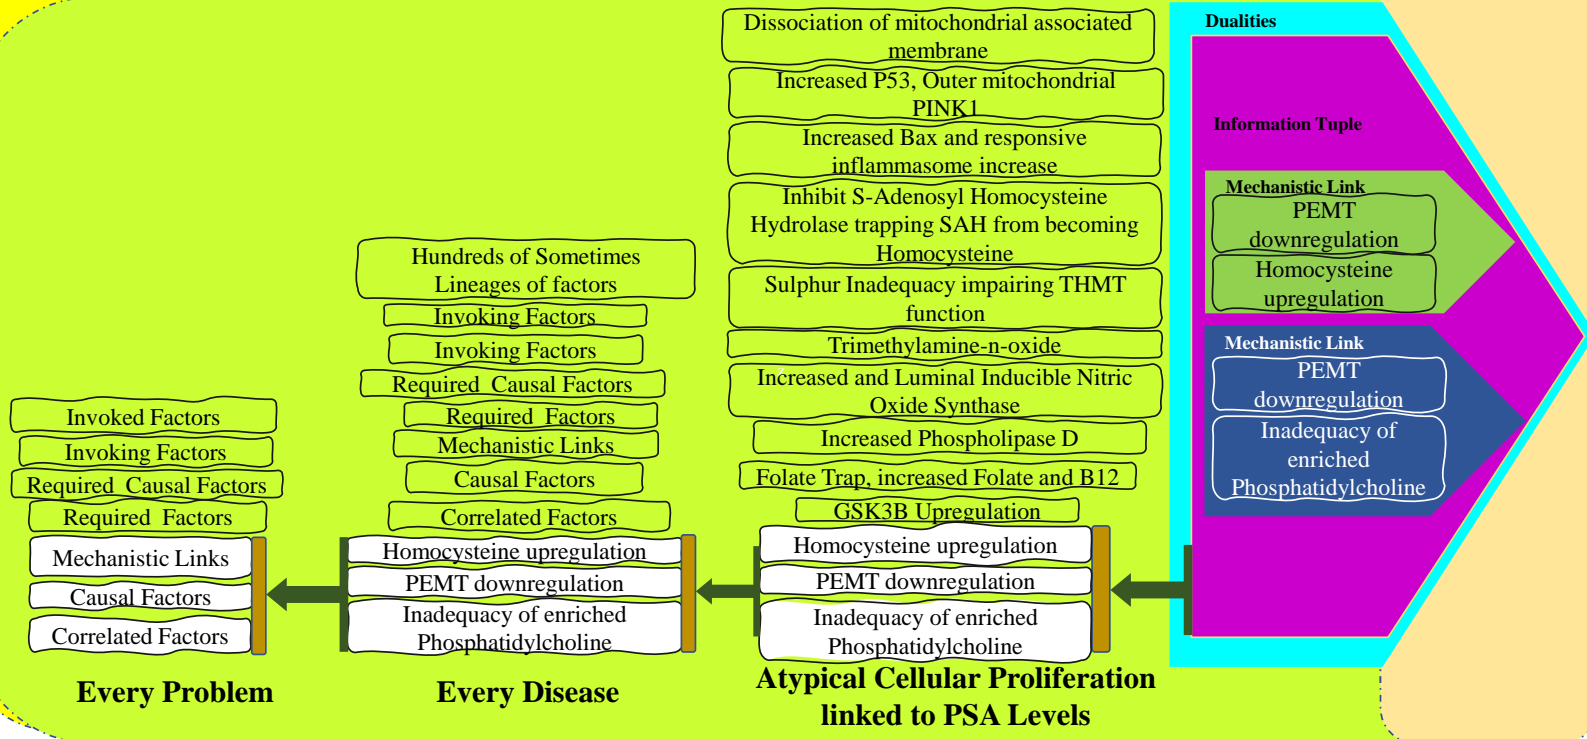 Invoked Factors
Invoking Factors
Required  Causal Factors
Required  Factors
Mechanistic Links
Causal Factors
Correlated Factors
Every Problem
Hundreds of Sometimes
Lineages of factors
Invoking Factors
Invoking Factors
Required  Causal Factors
Required  Factors
Mechanistic Links
Causal Factors
Correlated Factors
Homocysteine upregulation
PEMT downregulation
Inadequacy of enriched
Phosphatidylcholine
Every Disease
Dissociation of mitochondrial associated
membrane
Increased P53, Outer mitochondrial
PINK1
Increased Bax and responsive
inflammasome increase
Inhibit S-Adenosyl Homocysteine
Hydrolase trapping SAH from becoming
Homocysteine
Sulphur Inadequacy impairing THMT
function
Trimethylamine-n-oxide
Increased and Luminal Inducible Nitric
Oxide Synthase
Increased Phospholipase D
Folate Trap, increased Folate and B12
GSK3B Upregulation
Homocysteine upregulation
PEMT downregulation
Inadequacy of enriched
Phosphatidylcholine
Atypical Cellular Proliferation
linked to PSA Levels
Dualities
Information Tuple
Mechanistic Link
PEMT
downregulation
Homocysteine
upregulation
Mechanistic Link
PEMT
downregulation
Inadequacy of
enriched
Phosphatidylcholine